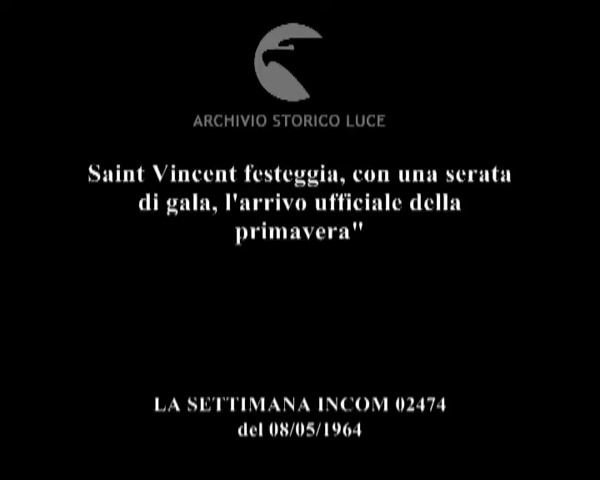 ARCHIVIO STORICO LUCE
Saint Vincent festeggia, con una serata
di gala, l'arrivo ufficiale della
primavera"
LA SETTIMANA INCOM 02474
del 08/05/1964